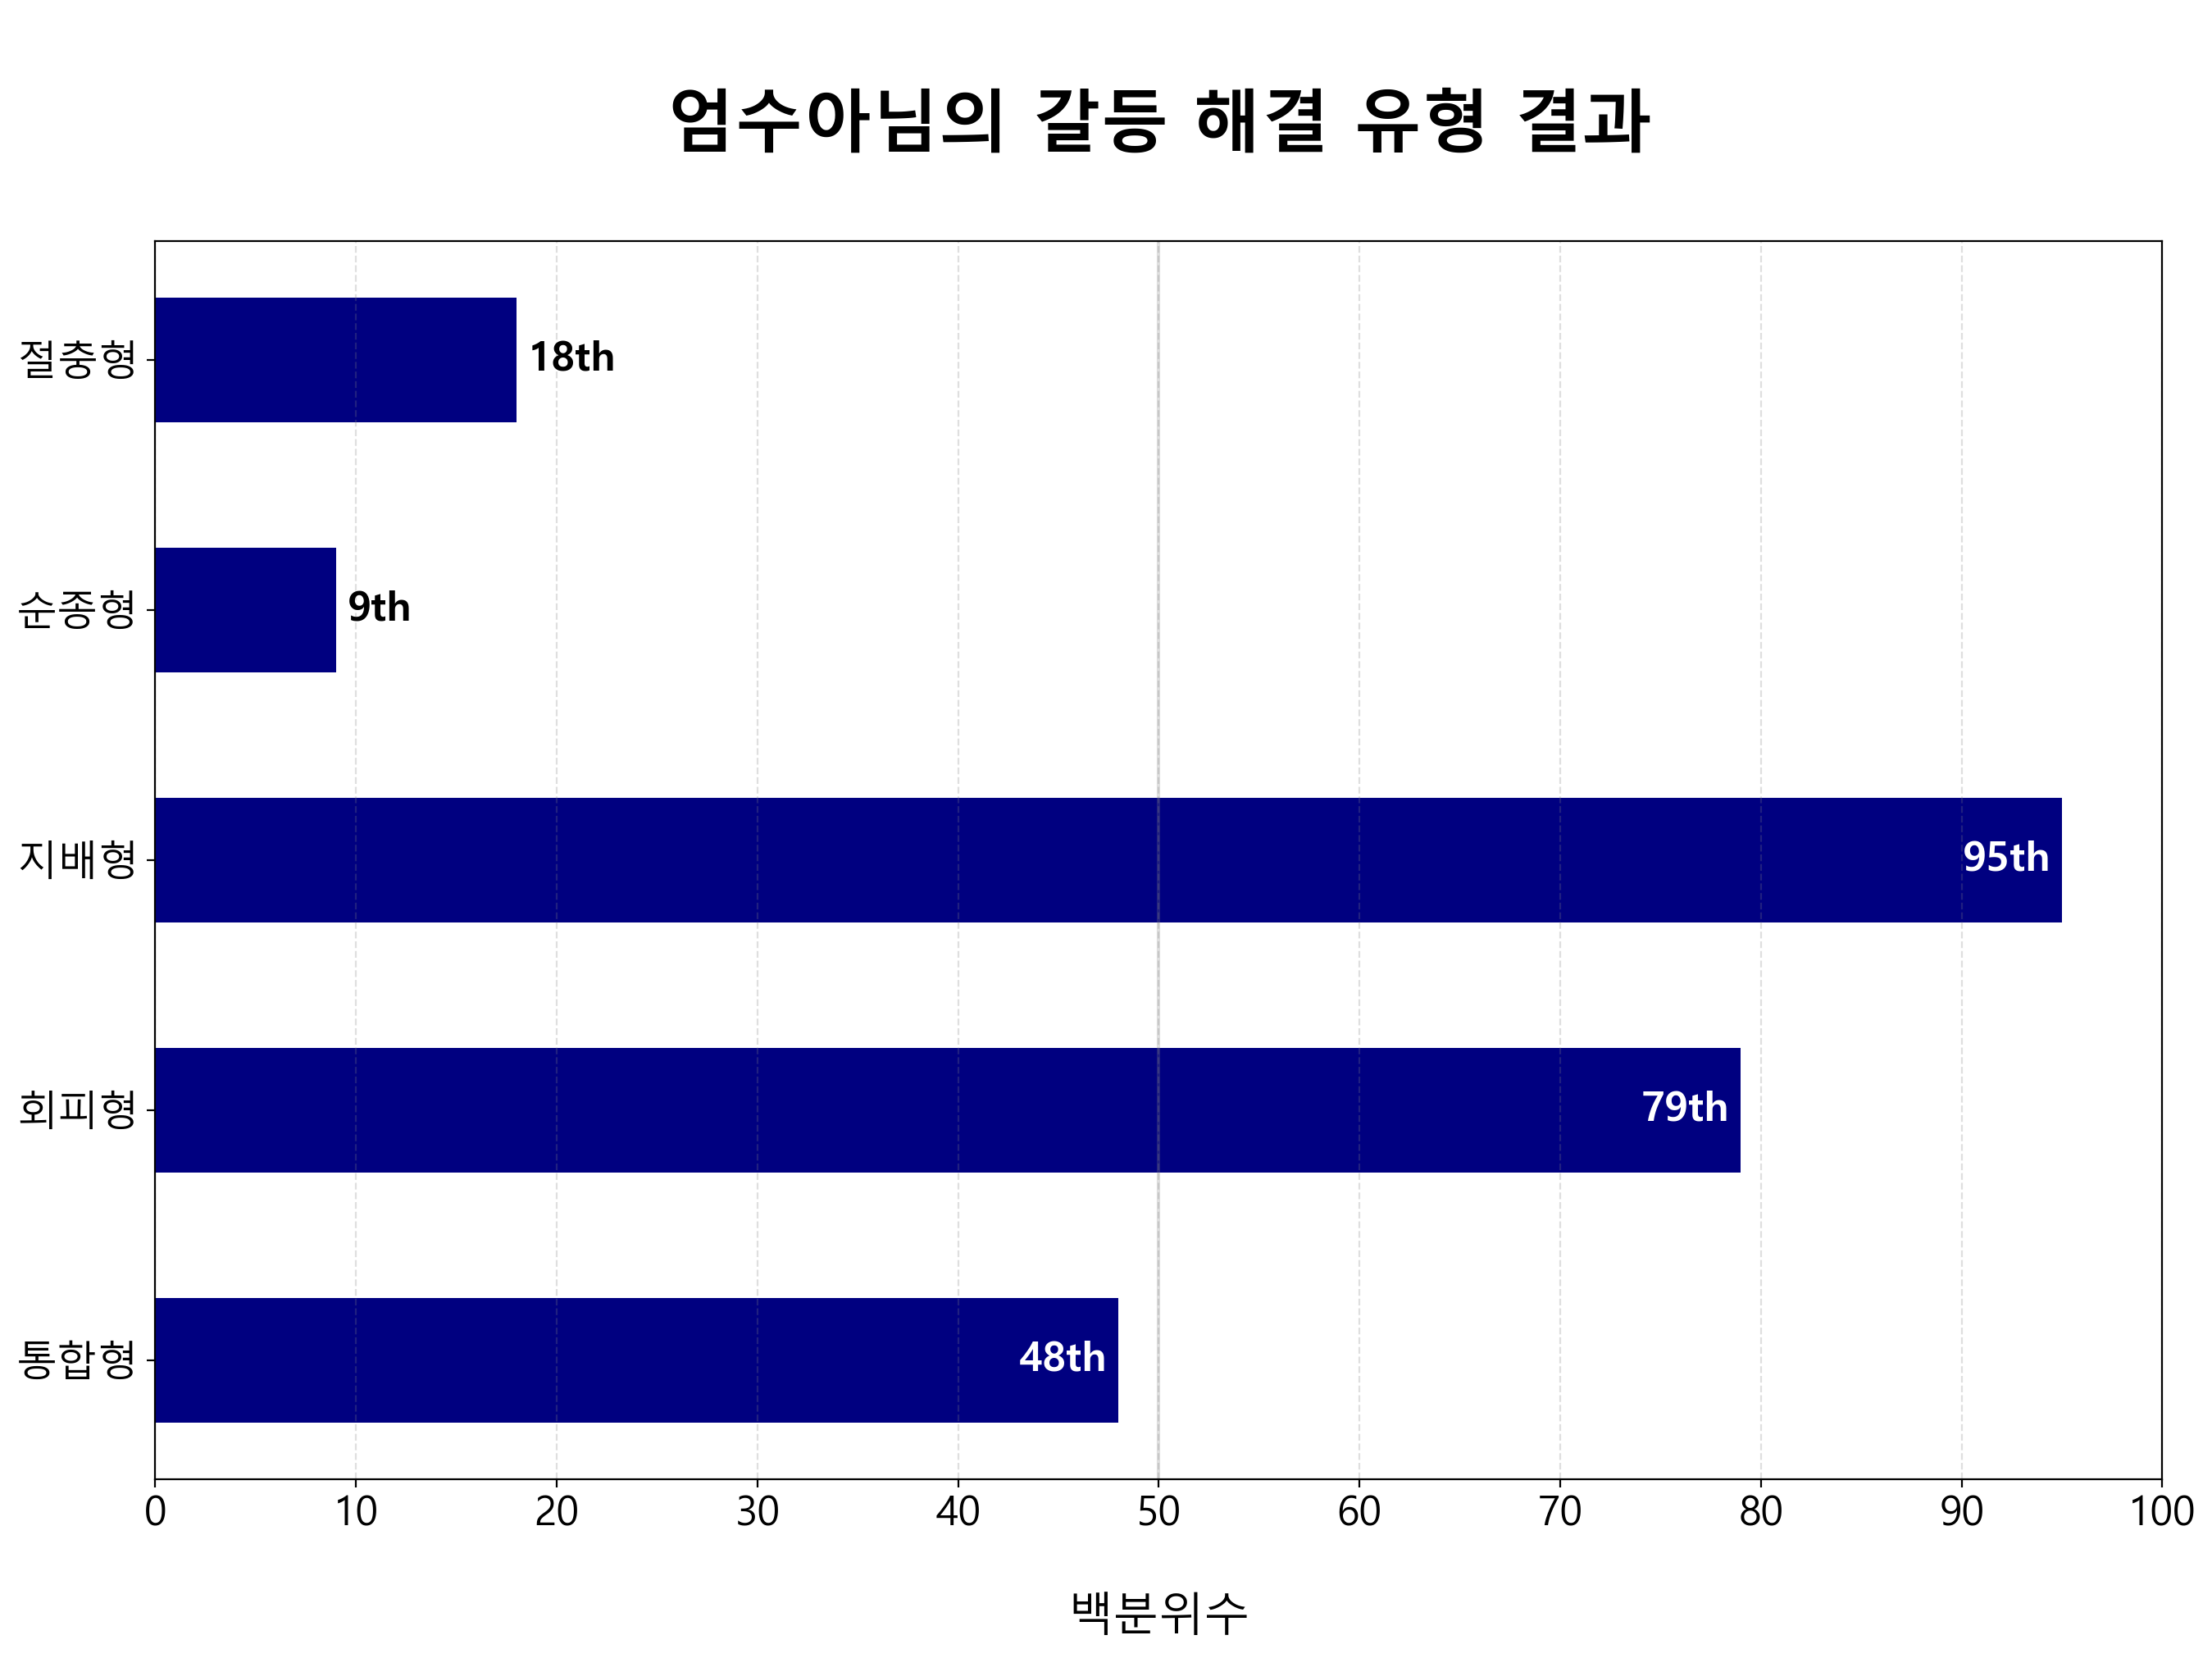 엄수아님의 갈등 해결 유형 결과
절충형 18th
순종형 9th
지배형 95th
회피형 79th
통합형 48th
0 10 20 30 40 50 60 70 80 90 100
백분위수